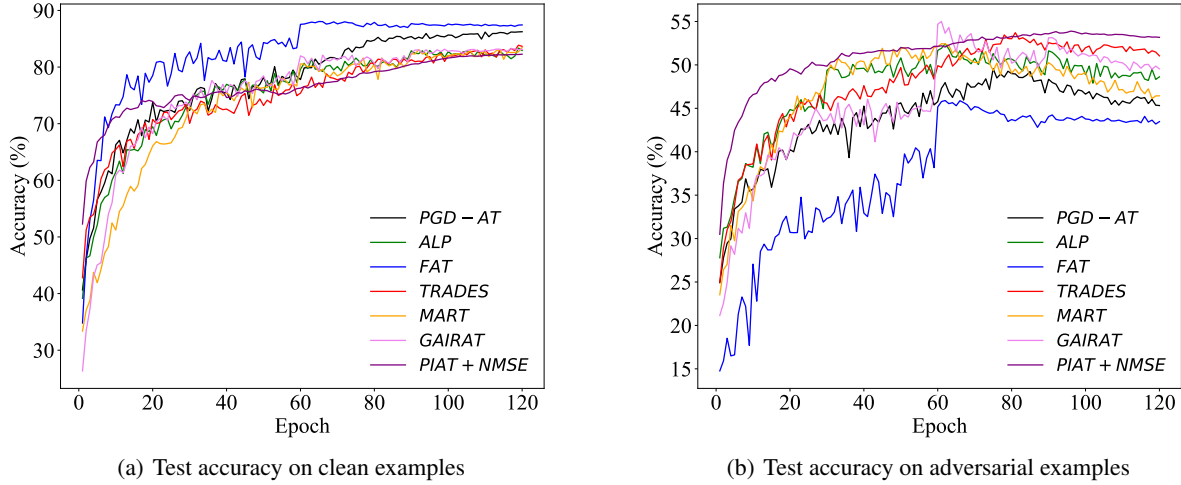 90
80
70
60
50
40
30
Accuracy (%)
0 20 40 60 80 100 120
Epoch
PGD − AT
ALP
FAT
TRADES
MART
GAIRAT
PIAT + NMSE
(a) Test accuracy on clean examples
55
50
45
40
35
30
25
20
15
Accuracy (%)
0 20 40 60 80 100 120
Epoch
PGD − AT
ALP
FAT
TRADES
MART
GAIRAT
PIAT + NMSE
(b) Test accuracy on adversarial examples